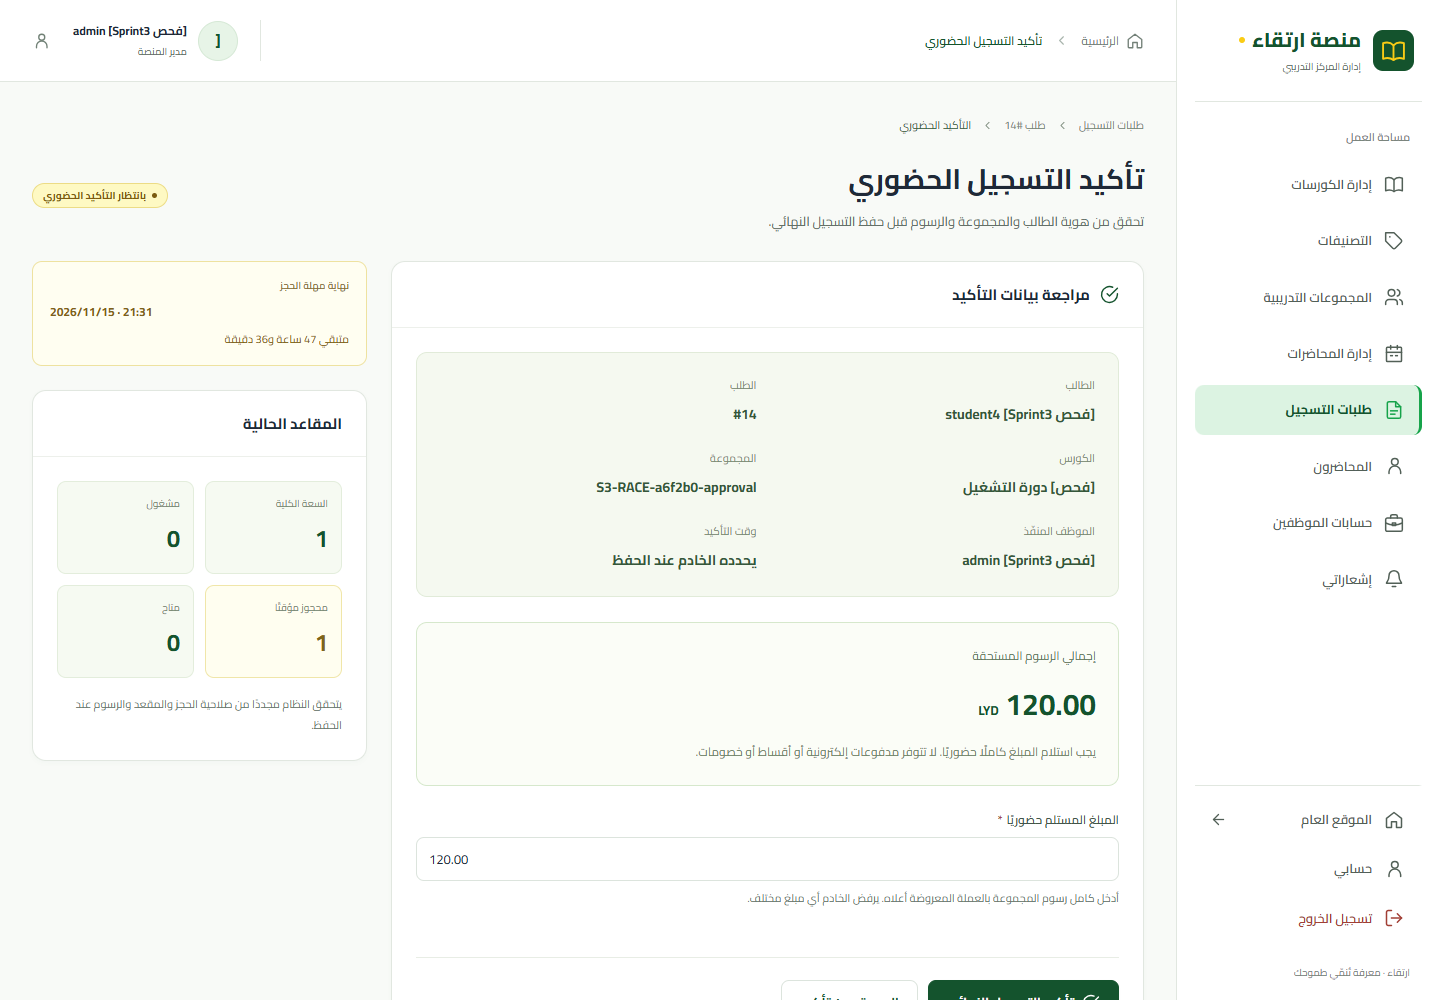 منصة ارتقاء
إدارة المركز التدريبي
مساحة العمل
إدارة الكورسات
التصنيفات
المجموعات التدريبية
إدارة المحاضرات
طلبات التسجيل
المحاضرون
حسابات الموظفين
إشعاراتي
الموقع العام
حسابي
تسجيل الخروج
ارتقاء · معرفة تُنمّي طموحك
الرئيسية
تأكيد التسجيل الحضوري
[
admin [Sprint3 فحص]
مدير المنصة
طلبات التسجيل
طلب #14
التأكيد الحضوري
تأكيد التسجيل الحضوري
تحقق من هوية الطالب والمجموعة والرسوم قبل حفظ التسجيل النهائي.
بانتظار التأكيد الحضوري
مراجعة بيانات التأكيد
الطالب
student4 [Sprint3 فحص]
الطلب
#14
الكورس
[فحص] دورة التشغيل
المجموعة
S3-RACE-a6f2b0-approval
الموظف المنفّذ
admin [Sprint3 فحص]
وقت التأكيد
يحدده الخادم عند الحفظ
إجمالي الرسوم المستحقة
120.00 LYD
يجب استلام المبلغ كاملًا حضوريًا. لا تتوفر مدفوعات إلكترونية أو أقساط أو خصومات.
المبلغ المستلم حضوريًا *
120.00
أدخل كامل رسوم المجموعة بالعملة المعروضة أعلاه. يرفض الخادم أي مبلغ مختلف.
نهاية مهلة الحجز
2026/11/15 · 21:31
متبقي 47 ساعة و36 دقيقة
المقاعد الحالية
السعة الكلية
1
مشغول
0
محجوز مؤقتًا
1
متاح
0
يتحقق النظام مجددًا من صلاحية الحجز والمقعد والرسوم عند
الحفظ.